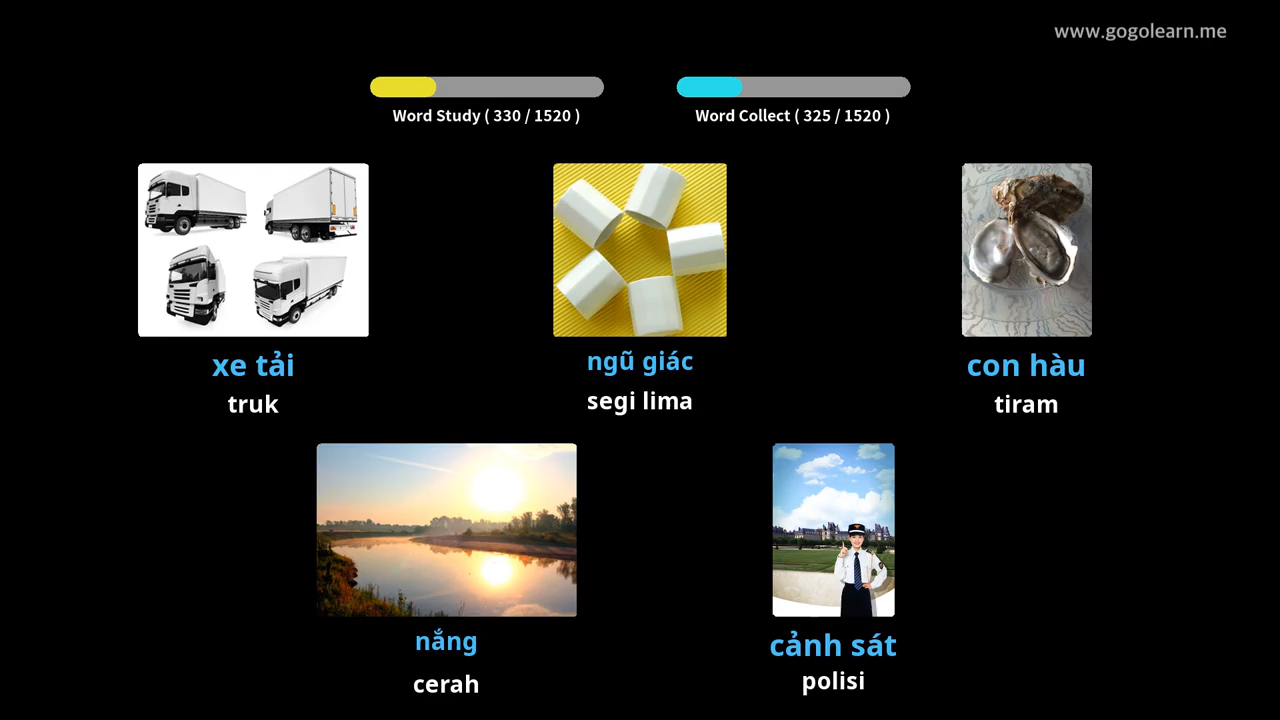 www.gogolearn.me
Word Study ( 330 / 1520 )
Word Collect ( 325 / 1520 )
xe tải
truk
ngũ giác
segi lima
con hàu
tiram
nắng
cerah
cảnh sát
polisi